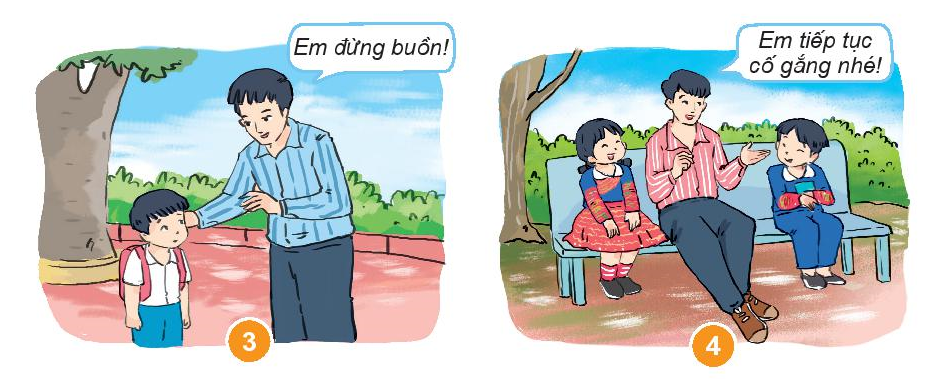 Em đừng buồn!
3
Em tiếp tục
cố gắng nhé!
4